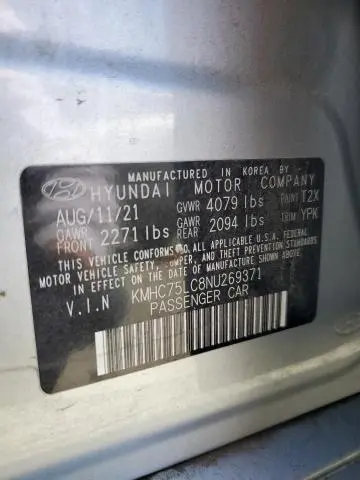 MANUFACTURED IN KOREA BY
HYUNDAI MOTOR COMPANY
AUG/11/21 GVWR 4079 lbs PAINT T2X
GAWR FRONT 2271 lbs GAWR REAR 2094 lbs TRIM YPK
THIS VEHICLE CONFORMS TO ALL APPLICABLE U.S.A. FEDERAL
MOTOR VEHICLE SAFETY AND THEFT PREVENTION STANDARDS
IN EFFECT ON THE DATE OF MANUFACTURE SHOWN ABOVE.
V.I.N KMHC75LC8NU269371
PASSENGER CAR